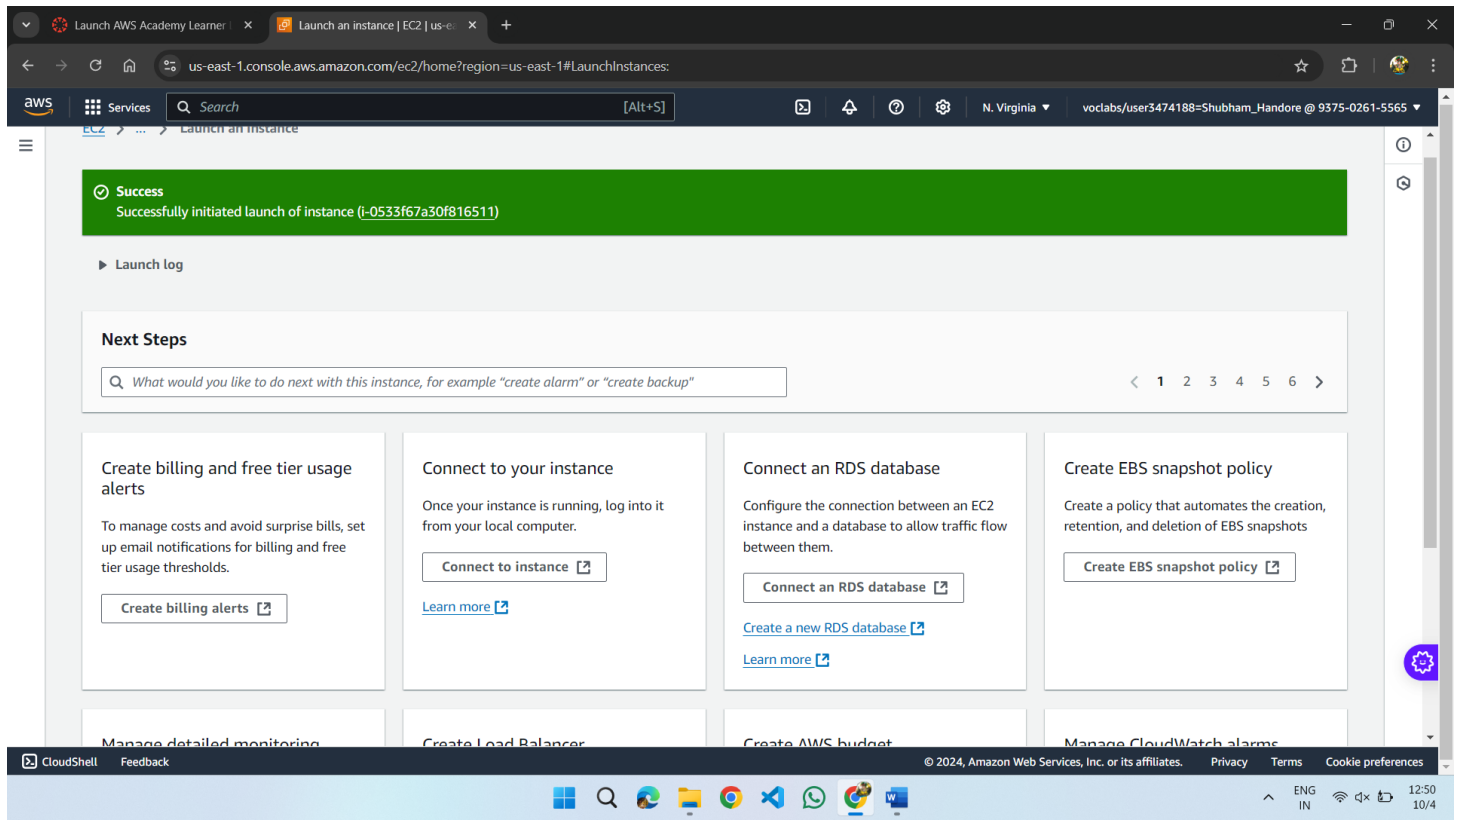 Launch AWS Academy Learner
Launch an instance | EC2 | us-ea
us-east-1.console.aws.amazon.com/ec2/home?region=us-east-1#LaunchInstances:
aws
Services
Search
[Alt+S]
N. Virginia
voclabs/user3474188=Shubham_Handore @ 9375-0261-5565
EC2 > ... > Launch an instance
Success
Successfully initiated launch of instance (i-0533f67a30f816511)
Launch log
Next Steps
What would you like to do next with this instance, for example “create alarm” or “create backup"
1 2 3 4 5 6
Create billing and free tier usage
alerts
To manage costs and avoid surprise bills, set
up email notifications for billing and free
tier usage thresholds.
Create billing alerts
Connect to your instance
Once your instance is running, log into it
from your local computer.
Connect to instance
Learn more
Connect an RDS database
Configure the connection between an EC2
instance and a database to allow traffic flow
between them.
Connect an RDS database
Create a new RDS database
Learn more
Create EBS snapshot policy
Create a policy that automates the creation,
retention, and deletion of EBS snapshots
Create EBS snapshot policy
Manage detailed monitoring
Create Load Balancer
Create AWS budget
Manage CloudWatch alarms
CloudShell
Feedback
© 2024, Amazon Web Services, Inc. or its affiliates.
Privacy
Terms
Cookie preferences
ENG
IN
12:50
10/4